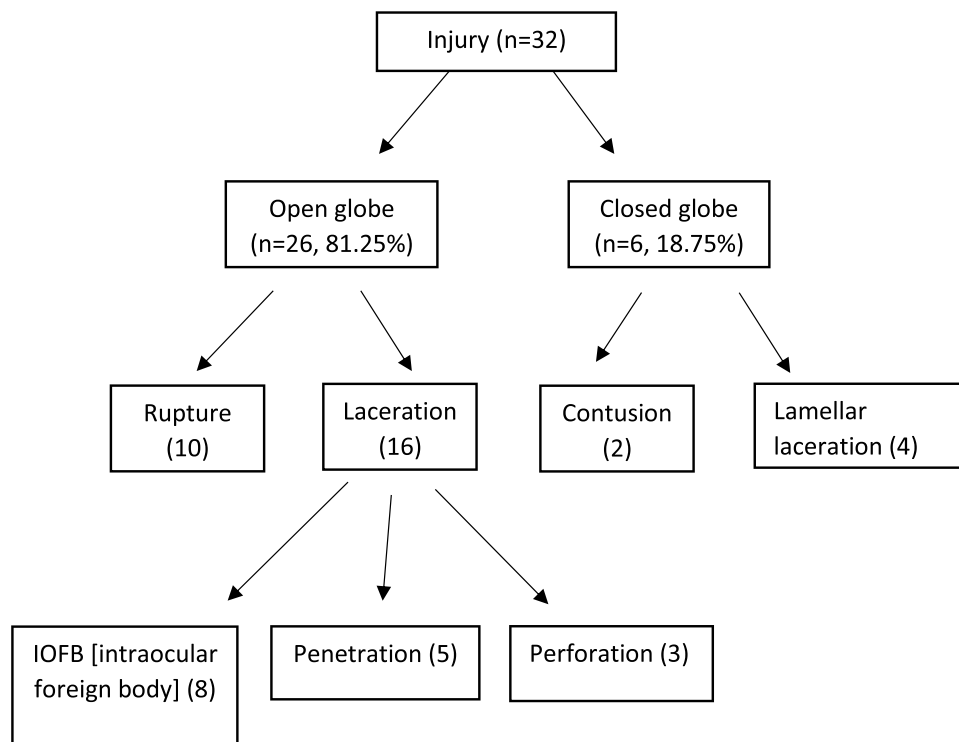 Injury (n=32)
Open globe
(n=26, 81.25%)
Closed globe
(n=6, 18.75%)
Rupture
(10)
Laceration
(16)
Contusion
(2)
Lamellar
laceration (4)
IOFB [intraocular
foreign body] (8)
Penetration (5)
Perforation (3)